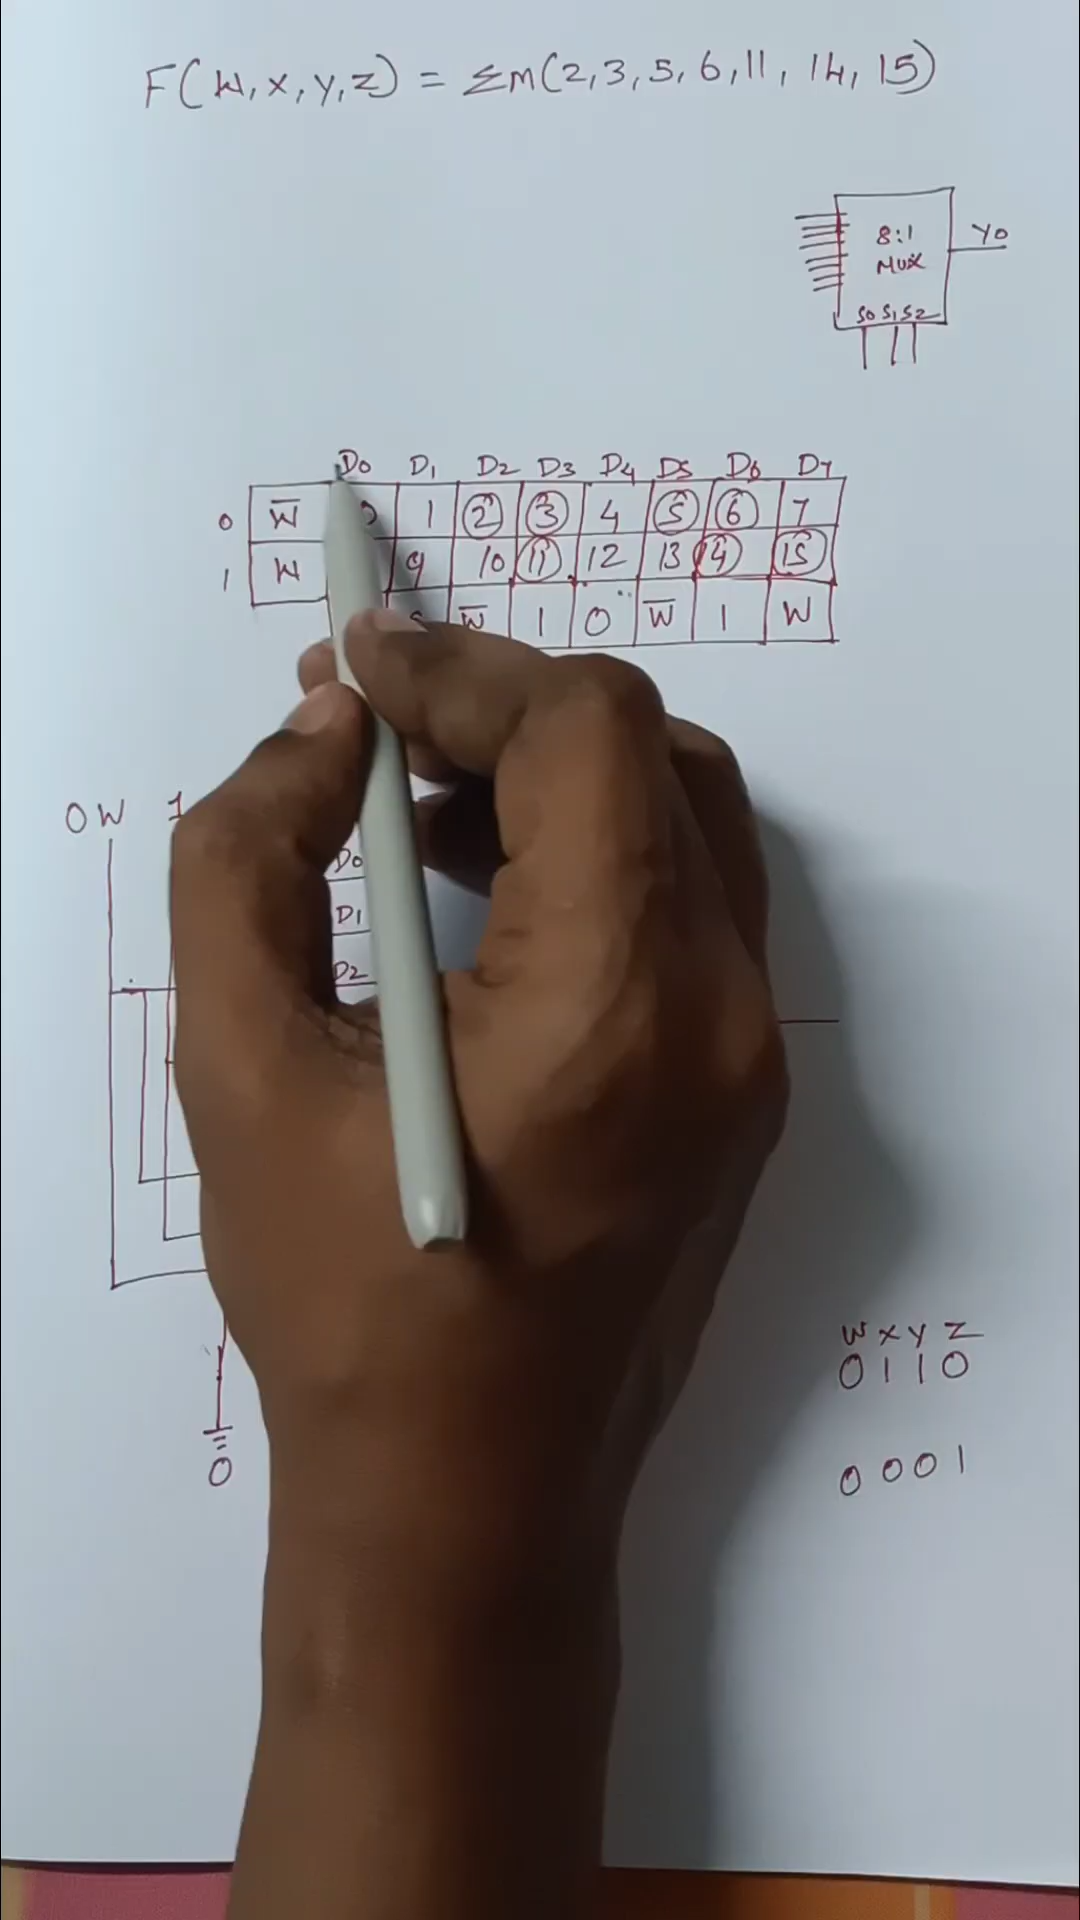 F(W,x,y,z) = Σm(2,3,5,6,11,14,15)
8:1 Y0
MUX
S0 S1 S2
D0 D1 D2 D3 D4 D5 D6 D7
0 W̅ 1 2 3 4 5 6 7
1 W 9 10 11 12 13 14 15
W̅ 1 0 W̅ 1 W
0 W 1
D0
D1
D2
W x y z
0 1 1 0
0 0 0 1
0